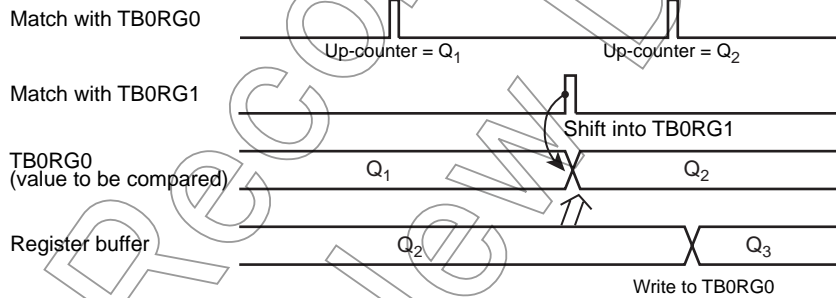 Match with TB0RG0
Up-counter = Q1
Up-counter = Q2
Match with TB0RG1
Shift into TB0RG1
TB0RG0
(value to be compared)
Q1
Q2
Register buffer
Q2
Q3
Write to TB0RG0